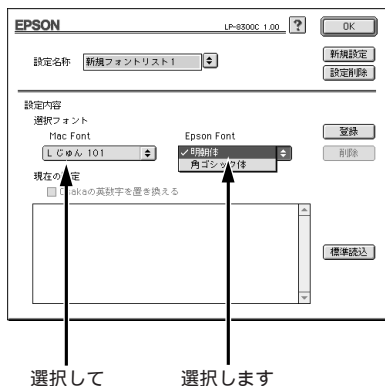 EPSON LP-8300C 1.00 ? OK
設定名称 新規フォントリスト1 新規設定
設定削除
設定内容
選択フォント
Mac Font Epson Font 登録
L じゅん 101 ✓明朝体 削除
角ゴシック体
現在の設定
Osakaの英数字を置き換える
標準読込
選択して 選択します